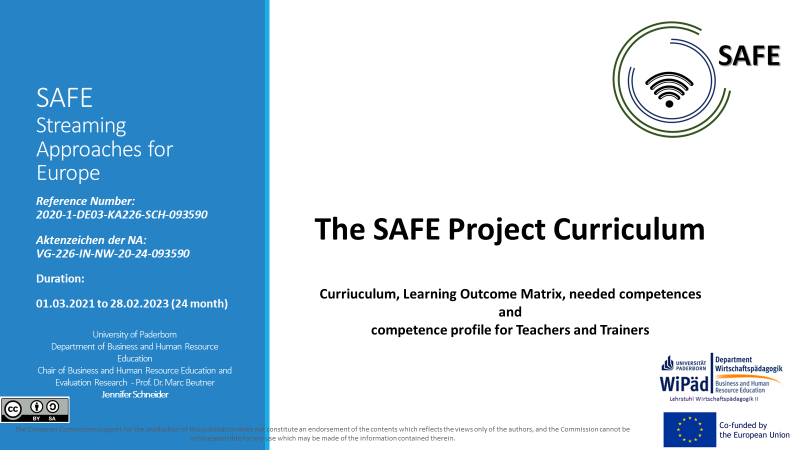 SAFE
Streaming
Approaches for
Europe
Reference Number:
2020-1-DE03-KA226-SCH-093590
Aktenzeichen der NA:
VG-226-IN-NW-20-24-093590
Duration:
01.03.2021 to 28.02.2023 (24 month)
University of Paderborn
Department of Business and Human Resource
Education
Chair of Business and Human Resource Education and
Evaluation Research - Prof. Dr. Marc Beutner
Jennifer Schneider
CC BY SA
SAFE
The SAFE Project Curriculum
Curriuculum, Learning Outcome Matrix, needed competences
and
competence profile for Teachers and Trainers
UNIVERSITÄT
PADERBORN
Department
Wirtschaftspädagogik
WiPäd
Business and Human
Resource Education
Lehrstuhl Wirtschaftspädagogik II
Co-funded by
the European Union
The European Commission support for the production of this publication does not constitute an endorsement of the contents which reflects the views only of the authors, and the Commission cannot be
held responsible for any use which may be made of the information contained therein.